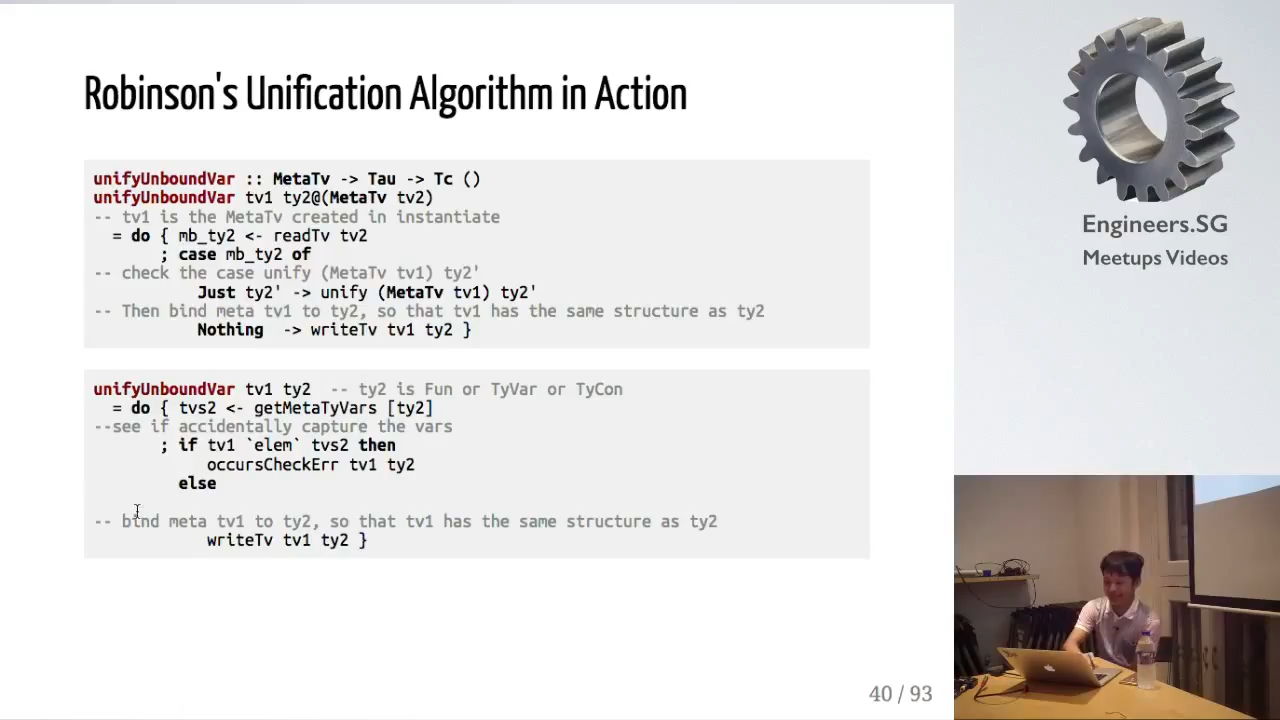 Robinson's Unification Algorithm in Action
unifyUnboundVar :: MetaTv -> Tau -> Tc ()
unifyUnboundVar tv1 ty2@(MetaTv tv2)
-- tv1 is the MetaTv created in instantiate
= do { mb_ty2 <- readTv tv2
; case mb_ty2 of
-- check the case unify (MetaTv tv1) ty2'
Just ty2' -> unify (MetaTv tv1) ty2'
-- Then bind meta tv1 to ty2, so that tv1 has the same structure as ty2
Nothing -> writeTv tv1 ty2 }
unifyUnboundVar tv1 ty2 -- ty2 is Fun or TyVar or TyCon
= do { tvs2 <- getMetaTyVars [ty2]
--see if accidentally capture the vars
; if tv1 `elem` tvs2 then
occursCheckErr tv1 ty2
else
-- bind meta tv1 to ty2, so that tv1 has the same structure as ty2
writeTv tv1 ty2 }
40 / 93
Engineers.SG
Meetups Videos